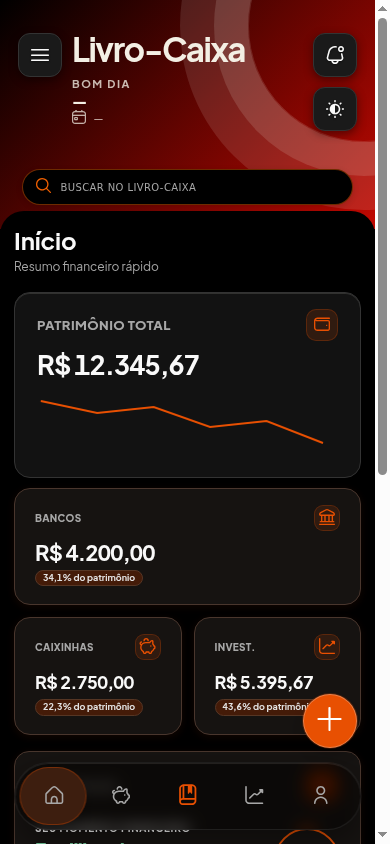 Livro-Caixa
BOM DIA
—
—
BUSCAR NO LIVRO-CAIXA
Início
Resumo financeiro rápido
PATRIMÔNIO TOTAL
R$ 12.345,67
BANCOS
R$ 4.200,00
34,1% do patrimônio
CAIXINHAS
R$ 2.750,00
22,3% do patrimônio
INVEST.
R$ 5.395,67
43,6% do patrimôni